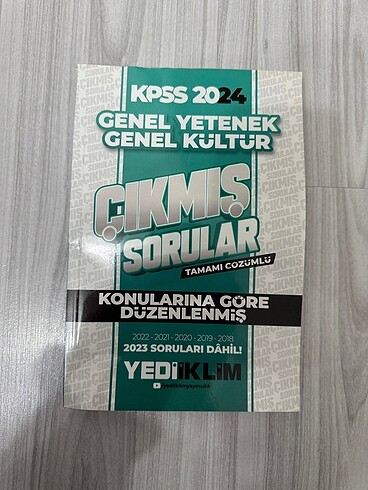 KPSS 2024
GENEL YETENEK
GENEL KÜLTÜR
ÇIKMIŞ
SORULAR
TAMAMI ÇÖZÜMLÜ
KONULARINA GÖRE
DÜZENLENMİŞ
2022 - 2021 - 2020 - 2019 - 2018
2023 SORULARI DÂHİL!
YEDİİKLİM